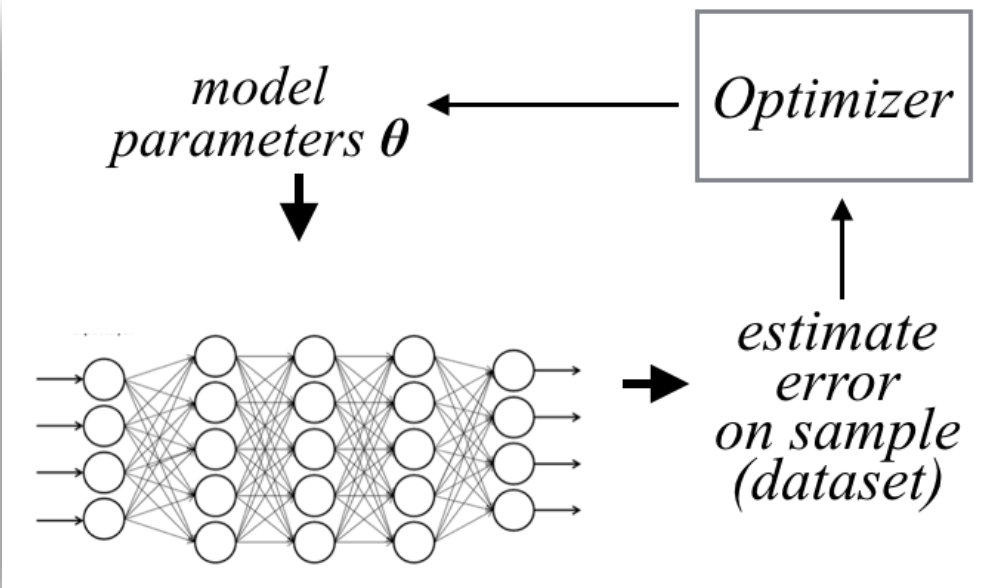 model
parameters θ
Optimizer
estimate
error
on sample
(dataset)